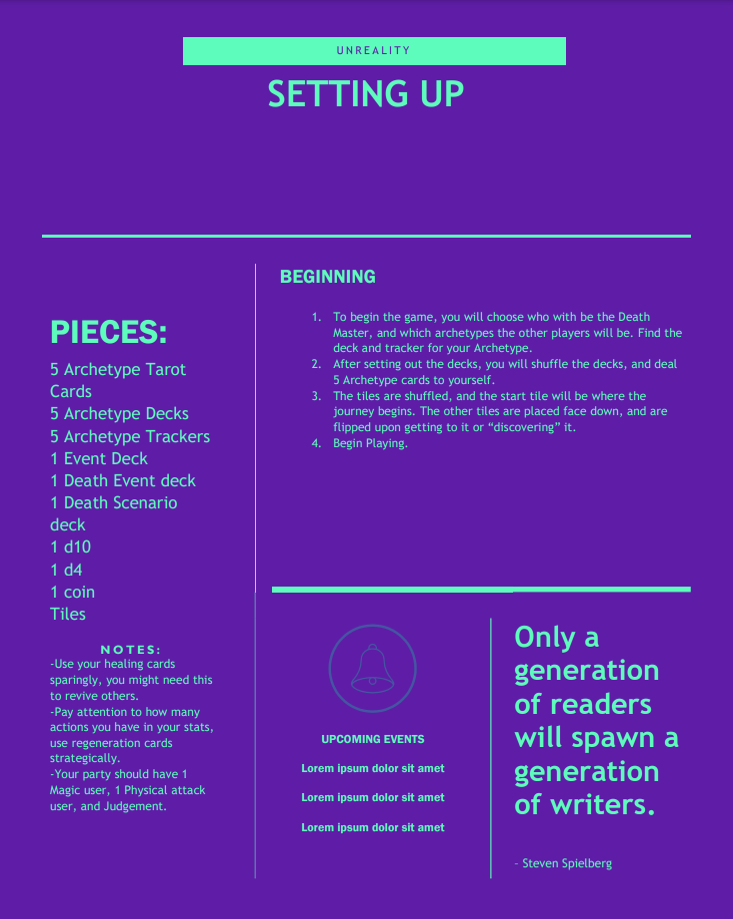 UNREALITY
SETTING UP
PIECES:
5 Archetype Tarot
Cards
5 Archetype Decks
5 Archetype Trackers
1 Event Deck
1 Death Event deck
1 Death Scenario
deck
1 d10
1 d4
1 coin
Tiles
NOTES:
-Use your healing cards
sparingly, you might need this
to revive others.
-Pay attention to how many
actions you have in your stats,
use regeneration cards
strategically.
-Your party should have 1
Magic user, 1 Physical attack
user, and Judgement.
BEGINNING
1. To begin the game, you will choose who with be the Death
Master, and which archetypes the other players will be. Find the
deck and tracker for your Archetype.
2. After setting out the decks, you will shuffle the decks, and deal
5 Archetype cards to yourself.
3. The tiles are shuffled, and the start tile will be where the
journey begins. The other tiles are placed face down, and are
flipped upon getting to it or “discovering” it.
4. Begin Playing.
UPCOMING EVENTS
Lorem ipsum dolor sit amet
Lorem ipsum dolor sit amet
Lorem ipsum dolor sit amet
Only a
generation
of readers
will spawn a
generation
of writers.
– Steven Spielberg